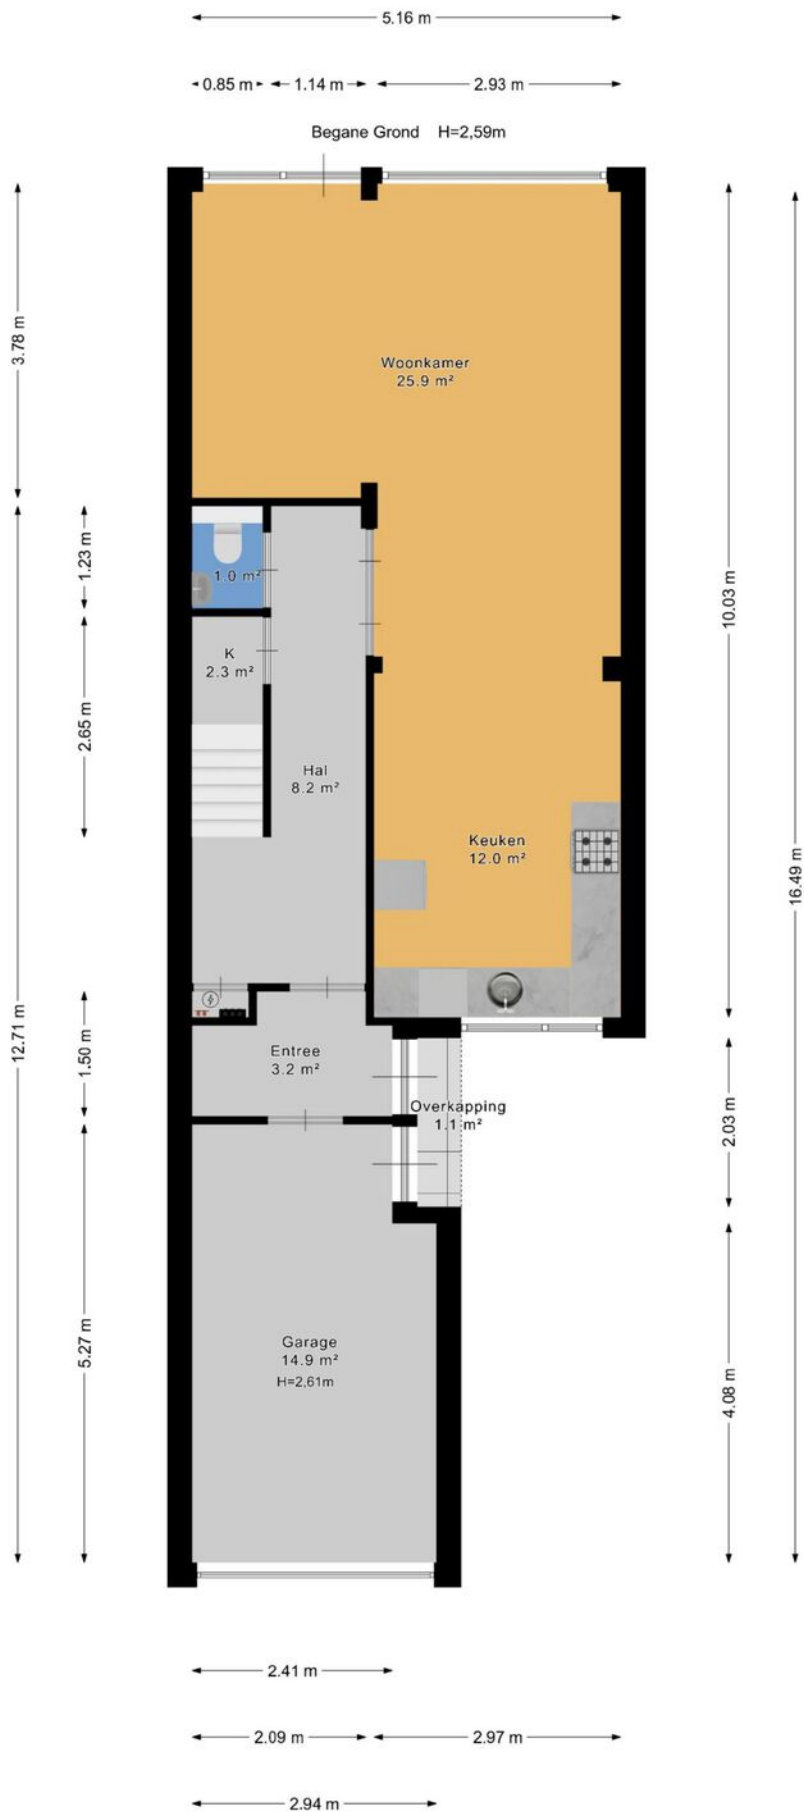 5.16 m
0.85 m
1.14 m
2.93 m
Begane Grond H=2,59m
3.78 m
Woonkamer
25.9 m²
1.23 m
1.0 m²
10.03 m
K
2.3 m²
2.65 m
Hal
8.2 m²
Keuken
12.0 m²
16.49 m
12.71 m
1.50 m
Entree
3.2 m²
Overkapping
1.1 m²
2.03 m
5.27 m
Garage
14.9 m²
H=2,61m
4.08 m
2.41 m
2.09 m
2.97 m
2.94 m